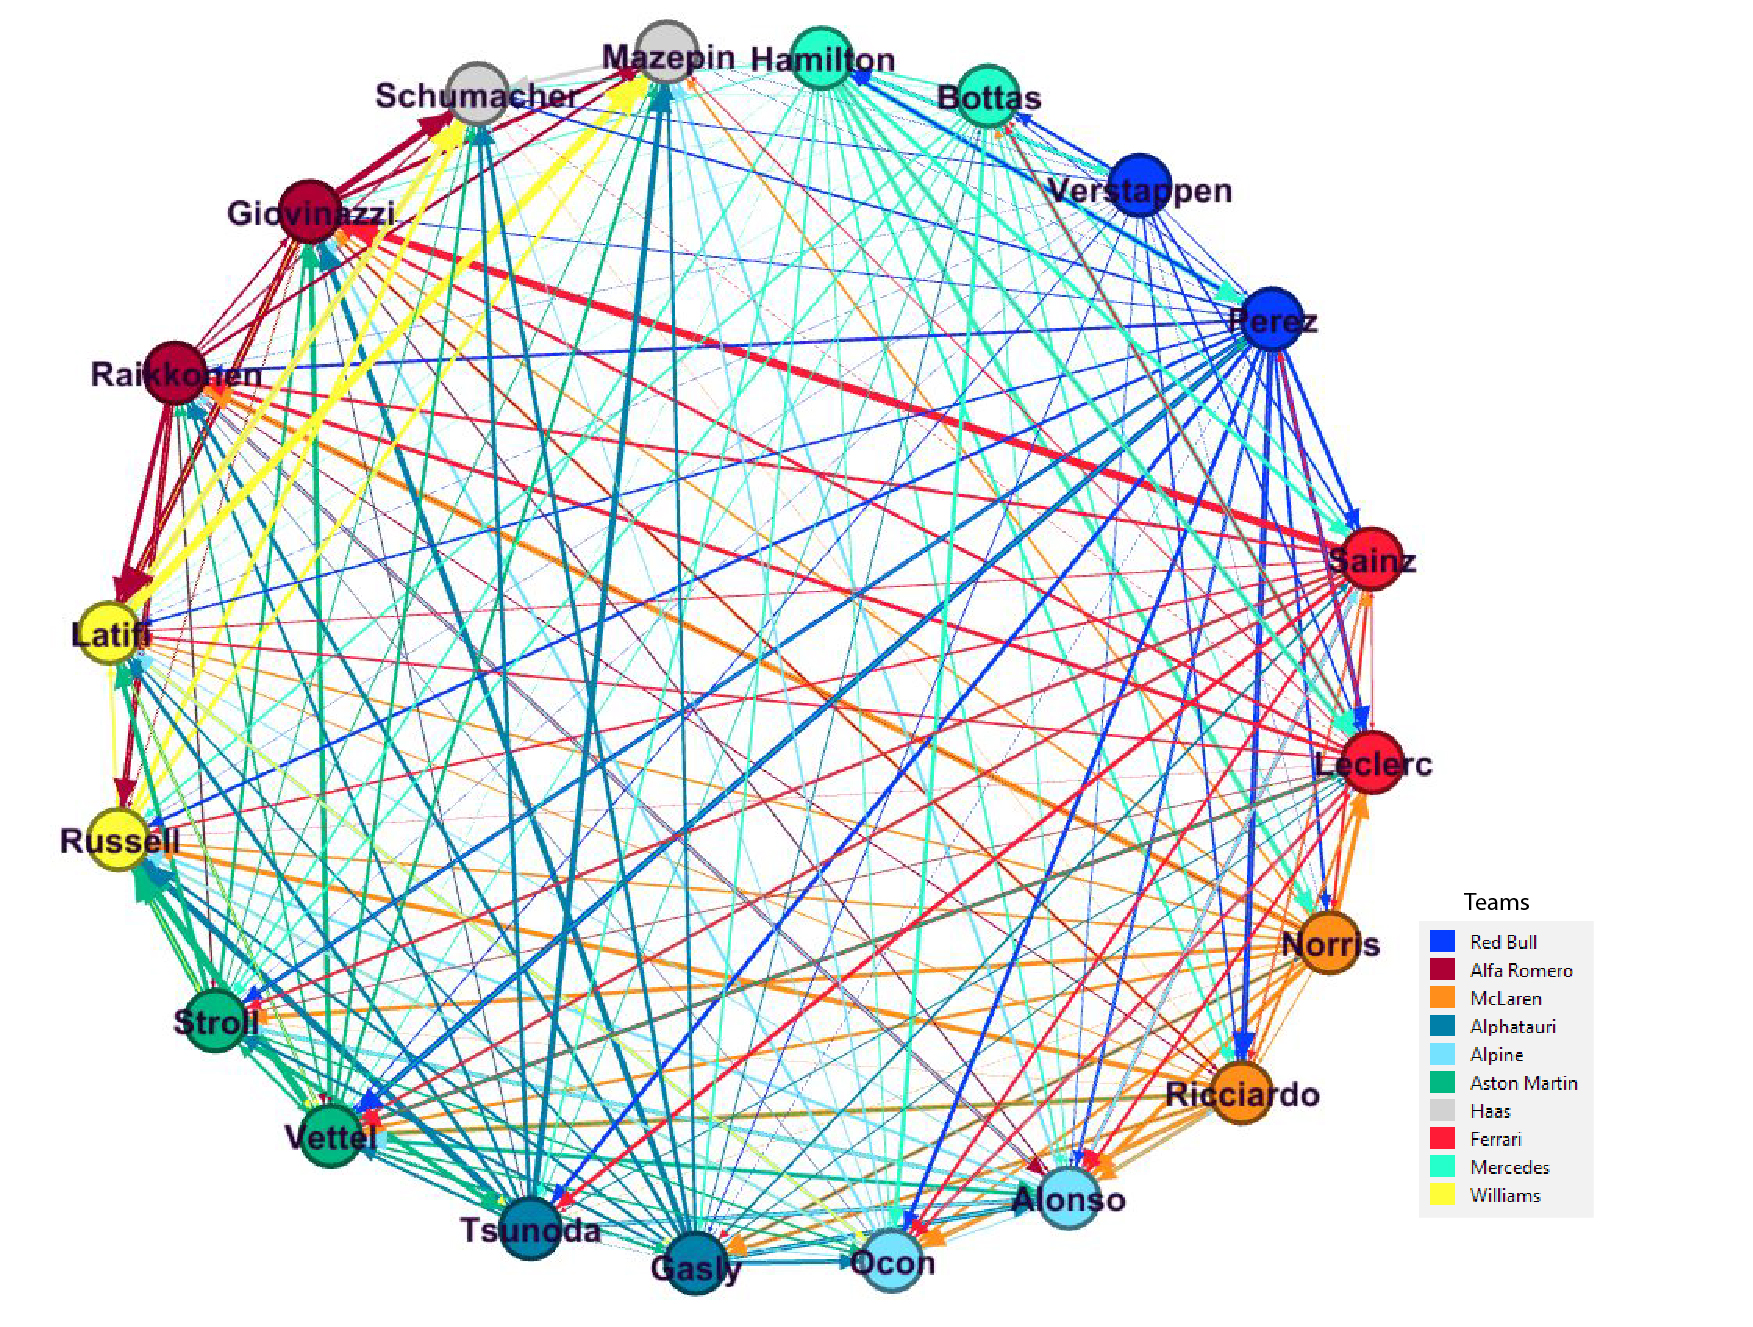 Mazepin
Hamilton
Schumacher
Bottas
Verstappen
Giovinazzi
Perez
Raikkonen
Sainz
Latifi
Leclerc
Russell
Norris
Stroll
Ricciardo
Vettel
Alonso
Tsunoda
Gasly
Ocon
Teams
Red Bull
Alfa Romero
McLaren
Alphatauri
Alpine
Aston Martin
Haas
Ferrari
Mercedes
Williams